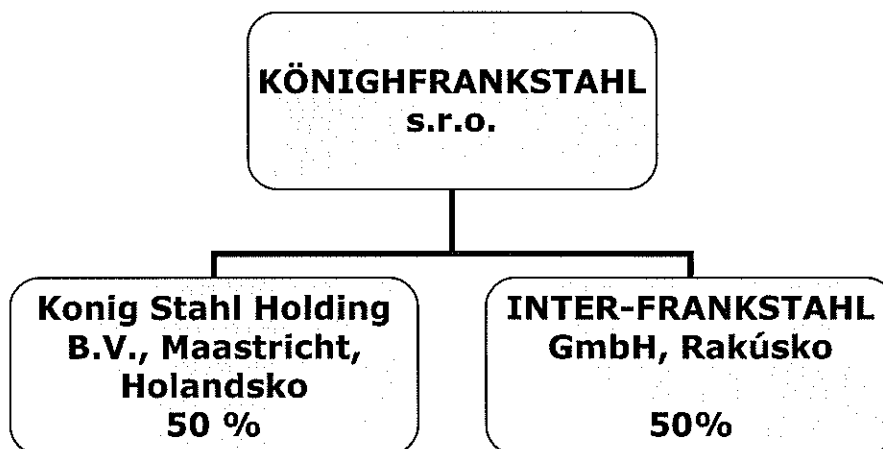 KÖNIGHFRANKSTAHL
s.r.o.
Konig Stahl Holding
B.V., Maastricht,
Holandsko
50 %
INTER-FRANKSTAHL
GmbH, Rakúsko
50%